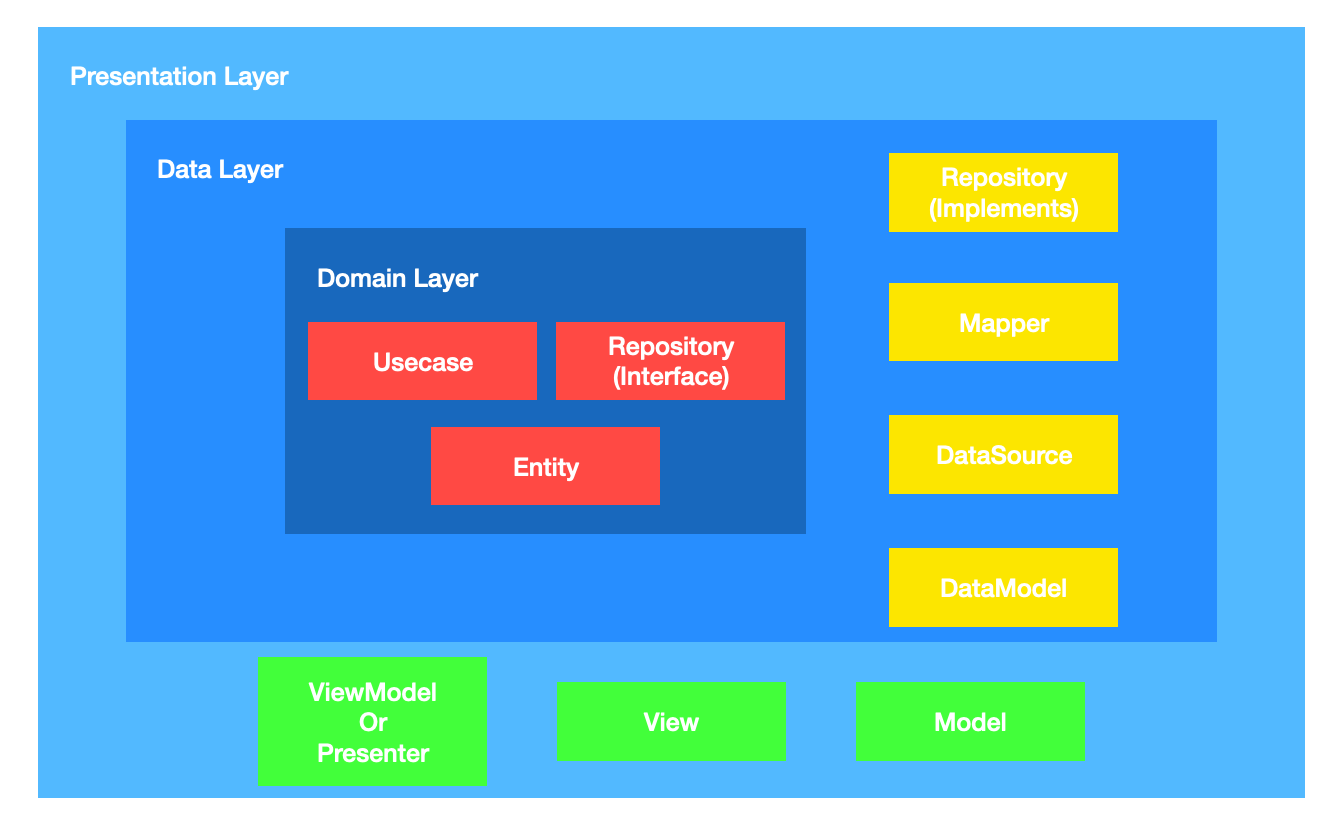 Presentation Layer
Data Layer
Repository
(Implements)
Domain Layer
Mapper
Usecase
Repository
(Interface)
DataSource
Entity
DataModel
ViewModel
Or
Presenter
View
Model